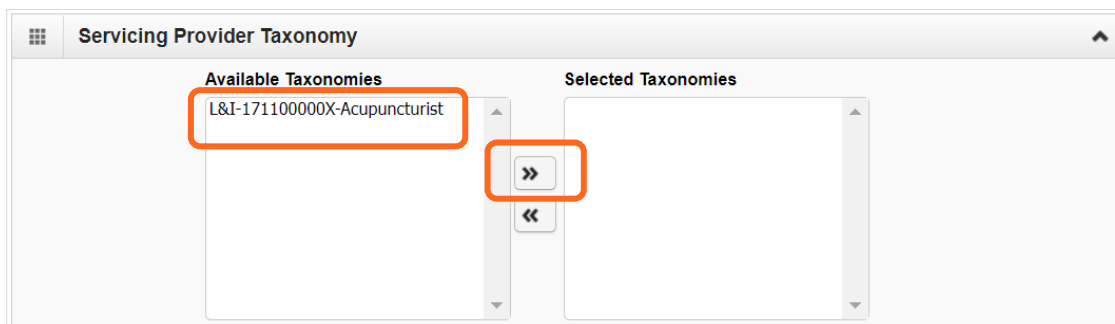 Servicing Provider Taxonomy
Available Taxonomies
Selected Taxonomies
L&I-171100000X-Acupuncturist
»
«